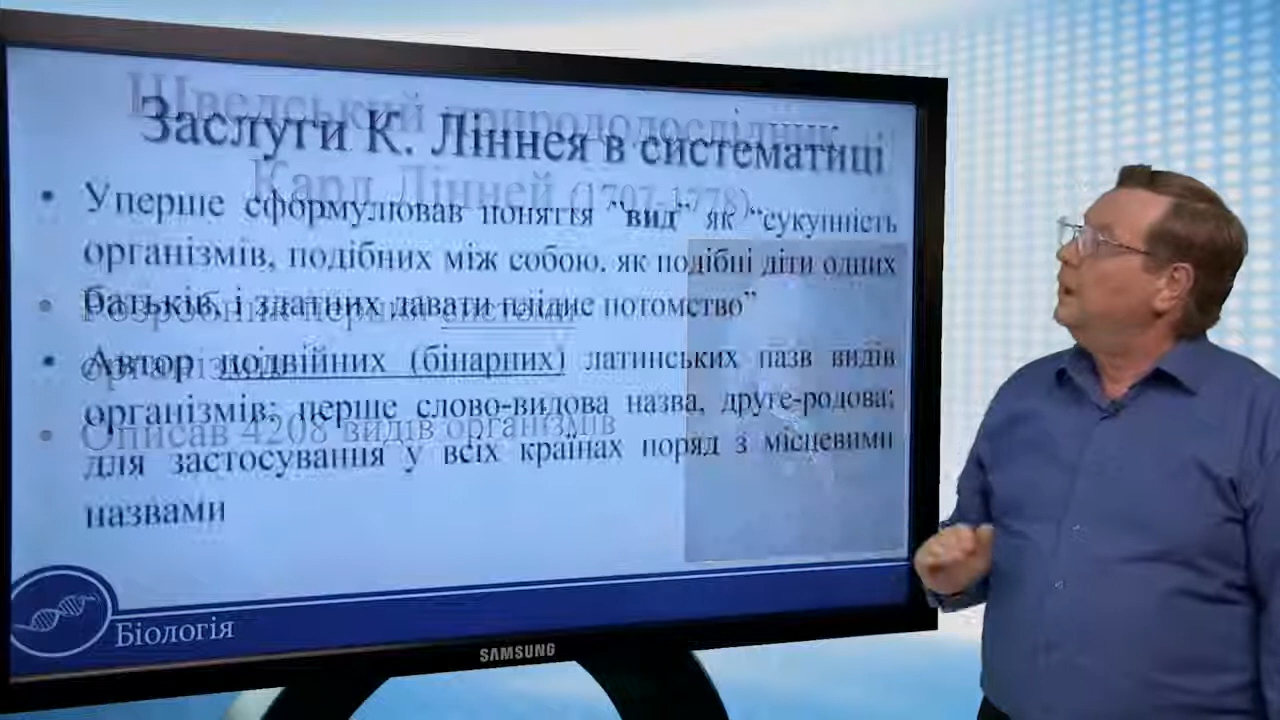 Шведський природодослідник
Карл Лінней (1707-1778)
Заслуги К. Ліннея в систематиці
• Уперше сформулював поняття “вид” як “сукупність
організмів, подібних між собою, як подібні діти одних
батьків, і здатних давати плідне потомство”
• Автор подвійних (бінарних) латинських назв видів
організмів; перше слово-видова назва, друге-родова;
для застосування у всіх країнах поряд з місцевими
назвами
• Описав 4208 видів організмів
Біологія
SAMSUNG